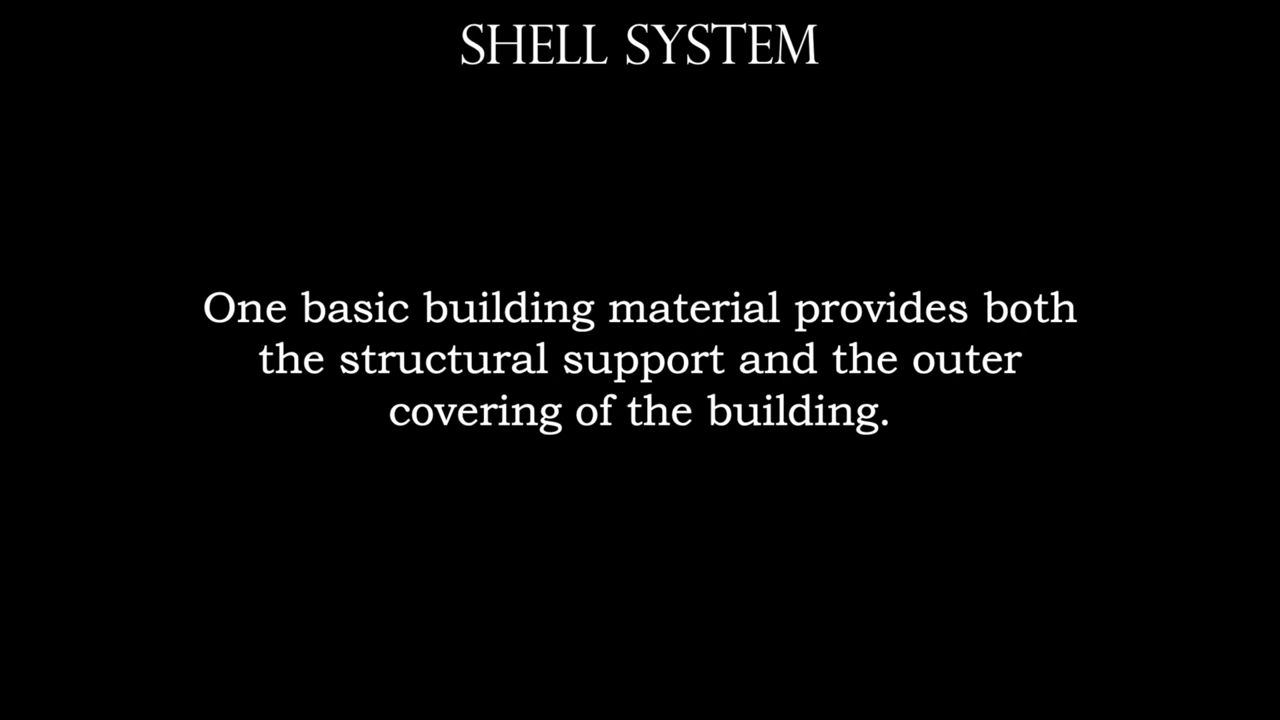 SHELL SYSTEM
One basic building material provides both
the structural support and the outer
covering of the building.